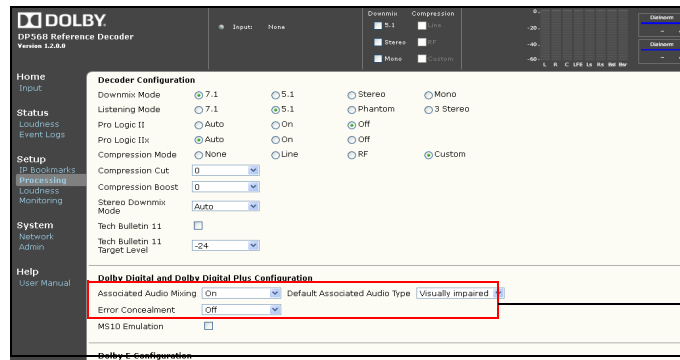 DOLBY.
DP568 Reference Decoder
Version 1.2.0.0
Input: None
Downmix Compression
5.1 Line
Stereo RF
Mono Custom
0-
-20-
-40-
-60-
L R C LFE Ls Rs
Dialnorm
--
Dialnorm
--
Home
Input
Status
Loudness
Event Logs
Setup
IP Bookmarks
Processing
Loudness
Monitoring
System
Network
Admin
Help
User Manual
Decoder Configuration
Downmix Mode 7.1 5.1 Stereo Mono
Listening Mode 7.1 5.1 Phantom 3 Stereo
Pro Logic II Auto On Off
Pro Logic IIx Auto On Off
Compression Mode None Line RF Custom
Compression Cut 0
Compression Boost 0
Stereo Downmix
Mode Auto
Tech Bulletin 11
Tech Bulletin 11
Target Level -24
Dolby Digital and Dolby Digital Plus Configuration
Associated Audio Mixing On Default Associated Audio Type Visually impaired
Error Concealment Off
MS10 Emulation
Dolby E Configuration